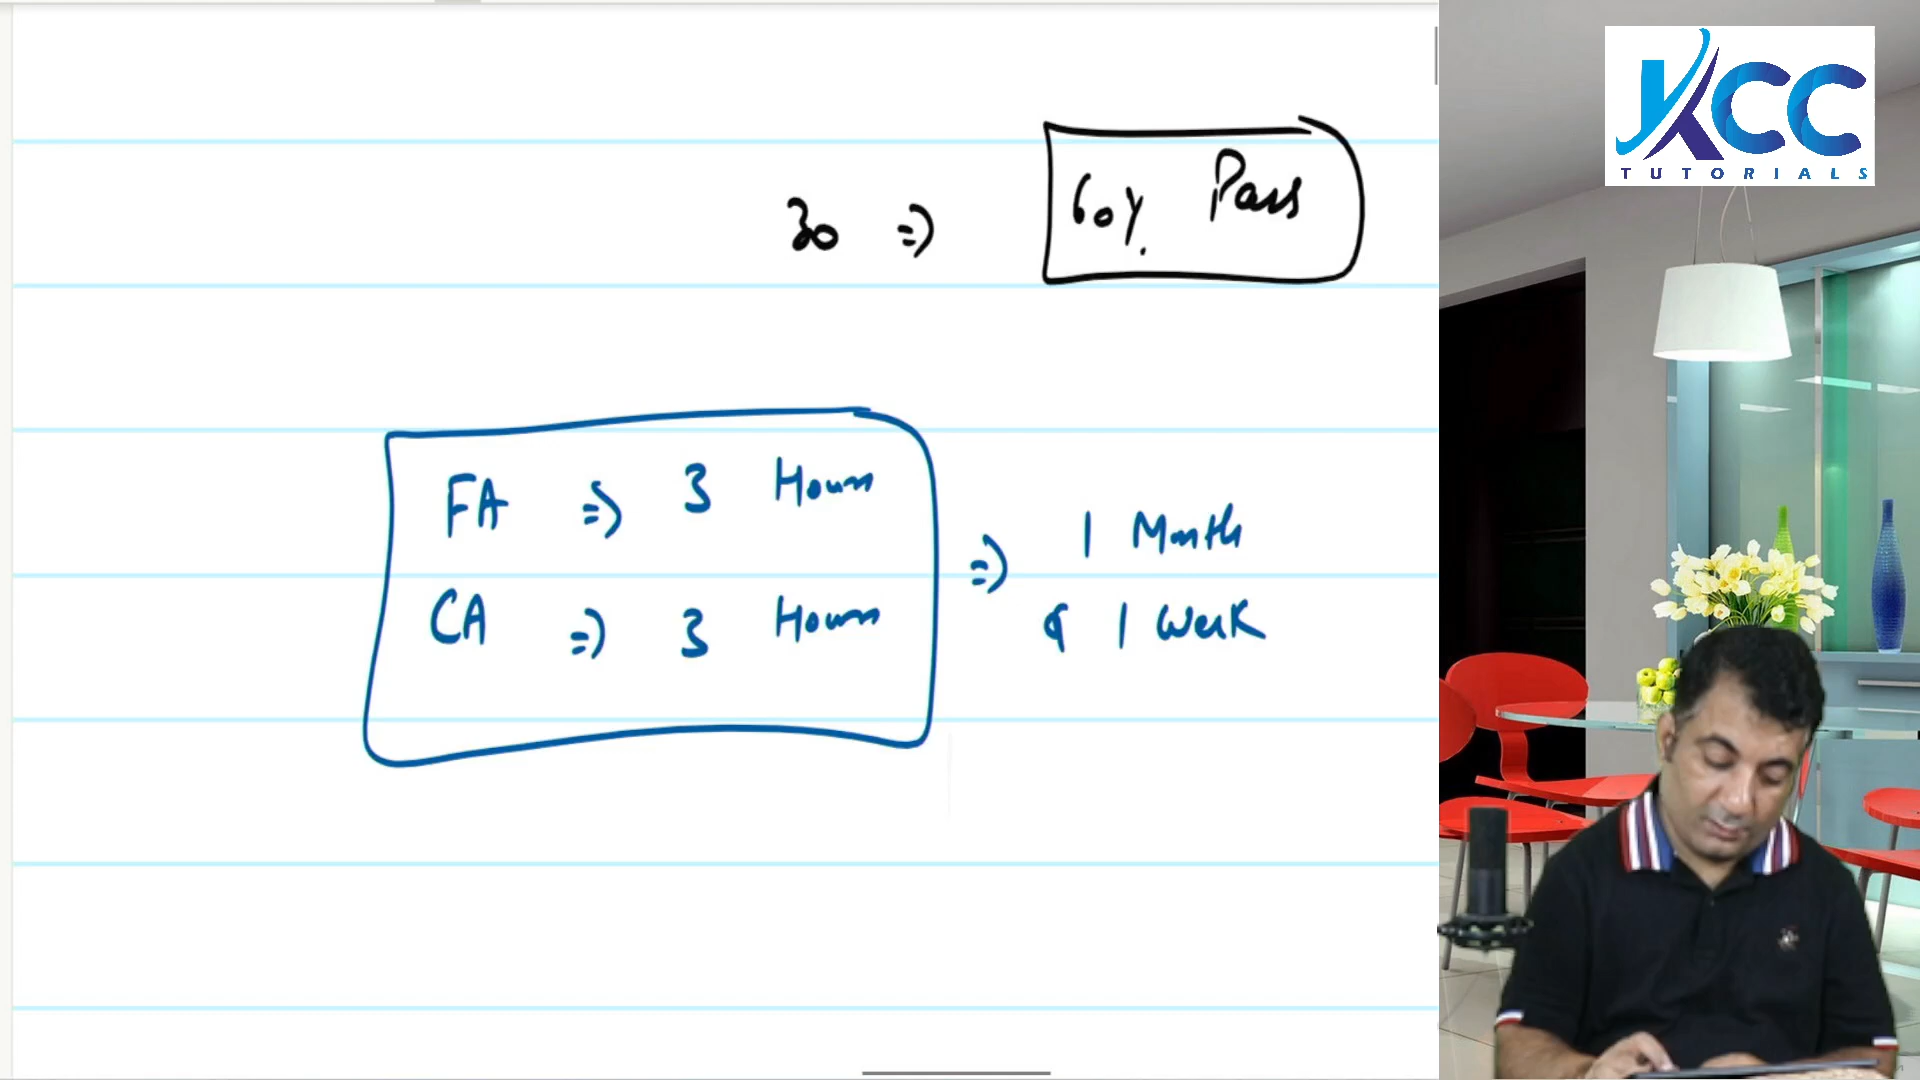 KCC
TUTORIALS
30 => 60% Pass
FA => 3 Hours
CA => 3 Hours
=> 1 Month
& 1 Week